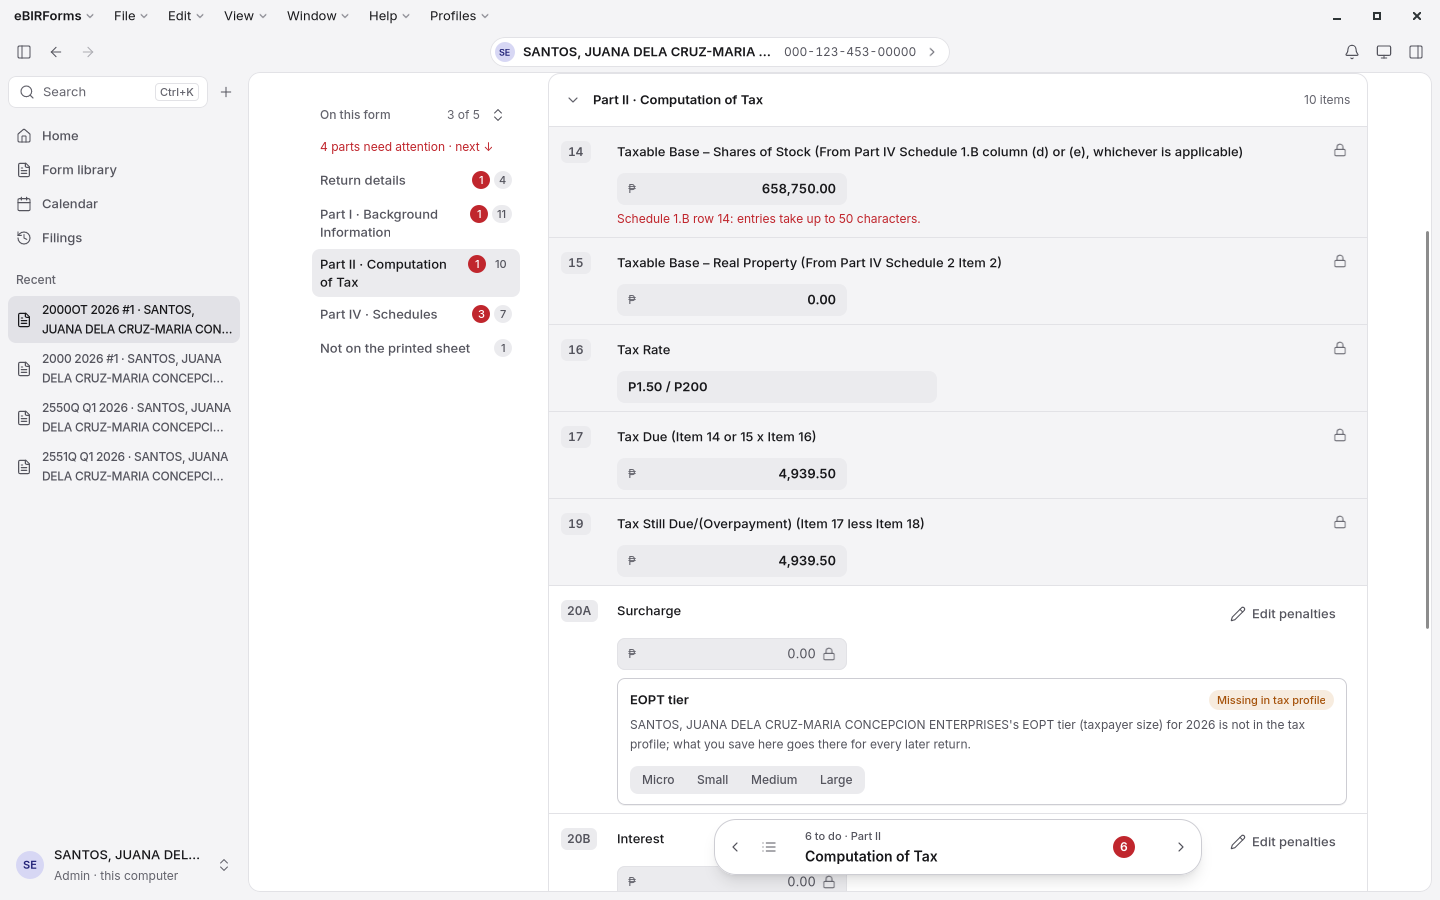 eBIRForms File Edit View Window Help Profiles
SE SANTOS, JUANA DELA CRUZ-MARIA ... 000-123-453-00000
Search Ctrl+K
Home
Form library
Calendar
Filings
Recent
2000OT 2026 #1 · SANTOS,
JUANA DELA CRUZ-MARIA CON...
2000 2026 #1 · SANTOS, JUANA
DELA CRUZ-MARIA CONCEPCI...
2550Q Q1 2026 · SANTOS, JUANA
DELA CRUZ-MARIA CONCEPCI...
2551Q Q1 2026 · SANTOS, JUANA
DELA CRUZ-MARIA CONCEPCI...
SE SANTOS, JUANA DEL...
Admin · this computer
On this form 3 of 5
4 parts need attention · next ↓
Return details 1 4
Part I · Background 1 11
Information
Part II · Computation 1 10
of Tax
Part IV · Schedules 3 7
Not on the printed sheet 1
Part II · Computation of Tax 10 items
14 Taxable Base – Shares of Stock (From Part IV Schedule 1.B column (d) or (e), whichever is applicable)
₱ 658,750.00
Schedule 1.B row 14: entries take up to 50 characters.
15 Taxable Base – Real Property (From Part IV Schedule 2 Item 2)
₱ 0.00
16 Tax Rate
P1.50 / P200
17 Tax Due (Item 14 or 15 x Item 16)
₱ 4,939.50
19 Tax Still Due/(Overpayment) (Item 17 less Item 18)
₱ 4,939.50
20A Surcharge Edit penalties
₱ 0.00
EOPT tier Missing in tax profile
SANTOS, JUANA DELA CRUZ-MARIA CONCEPCION ENTERPRISES's EOPT tier (taxpayer size) for 2026 is not in the tax
profile; what you save here goes there for every later return.
Micro Small Medium Large
20B Interest Edit penalties
₱ 0.00
6 to do · Part II
Computation of Tax 6